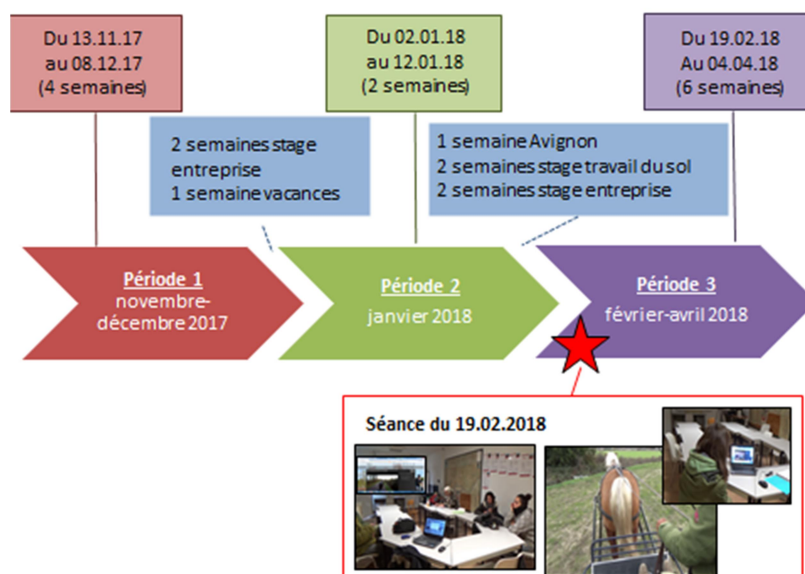 Du 13.11.17
au 08.12.17
(4 semaines)
Du 02.01.18
au 12.01.18
(2 semaines)
Du 19.02.18
Au 04.04.18
(6 semaines)
2 semaines stage
entreprise
1 semaine vacances
1 semaine Avignon
2 semaines stage travail du sol
2 semaines stage entreprise
Période 1
novembre-
décembre 2017
Période 2
janvier 2018
Période 3
février-avril 2018
Séance du 19.02.2018